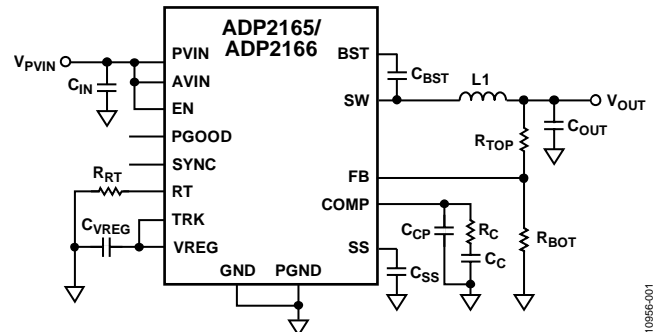 ADP2165/
ADP2166
VPVIN
CIN
PVIN
AVIN
EN
PGOOD
SYNC
RRT
RT
CVREG
TRK
VREG
GND
PGND
BST
CBST
SW
L1
VOUT
COUT
RTOP
FB
COMP
CCP
RC
CC
RBOT
SS
CSS
10956-001